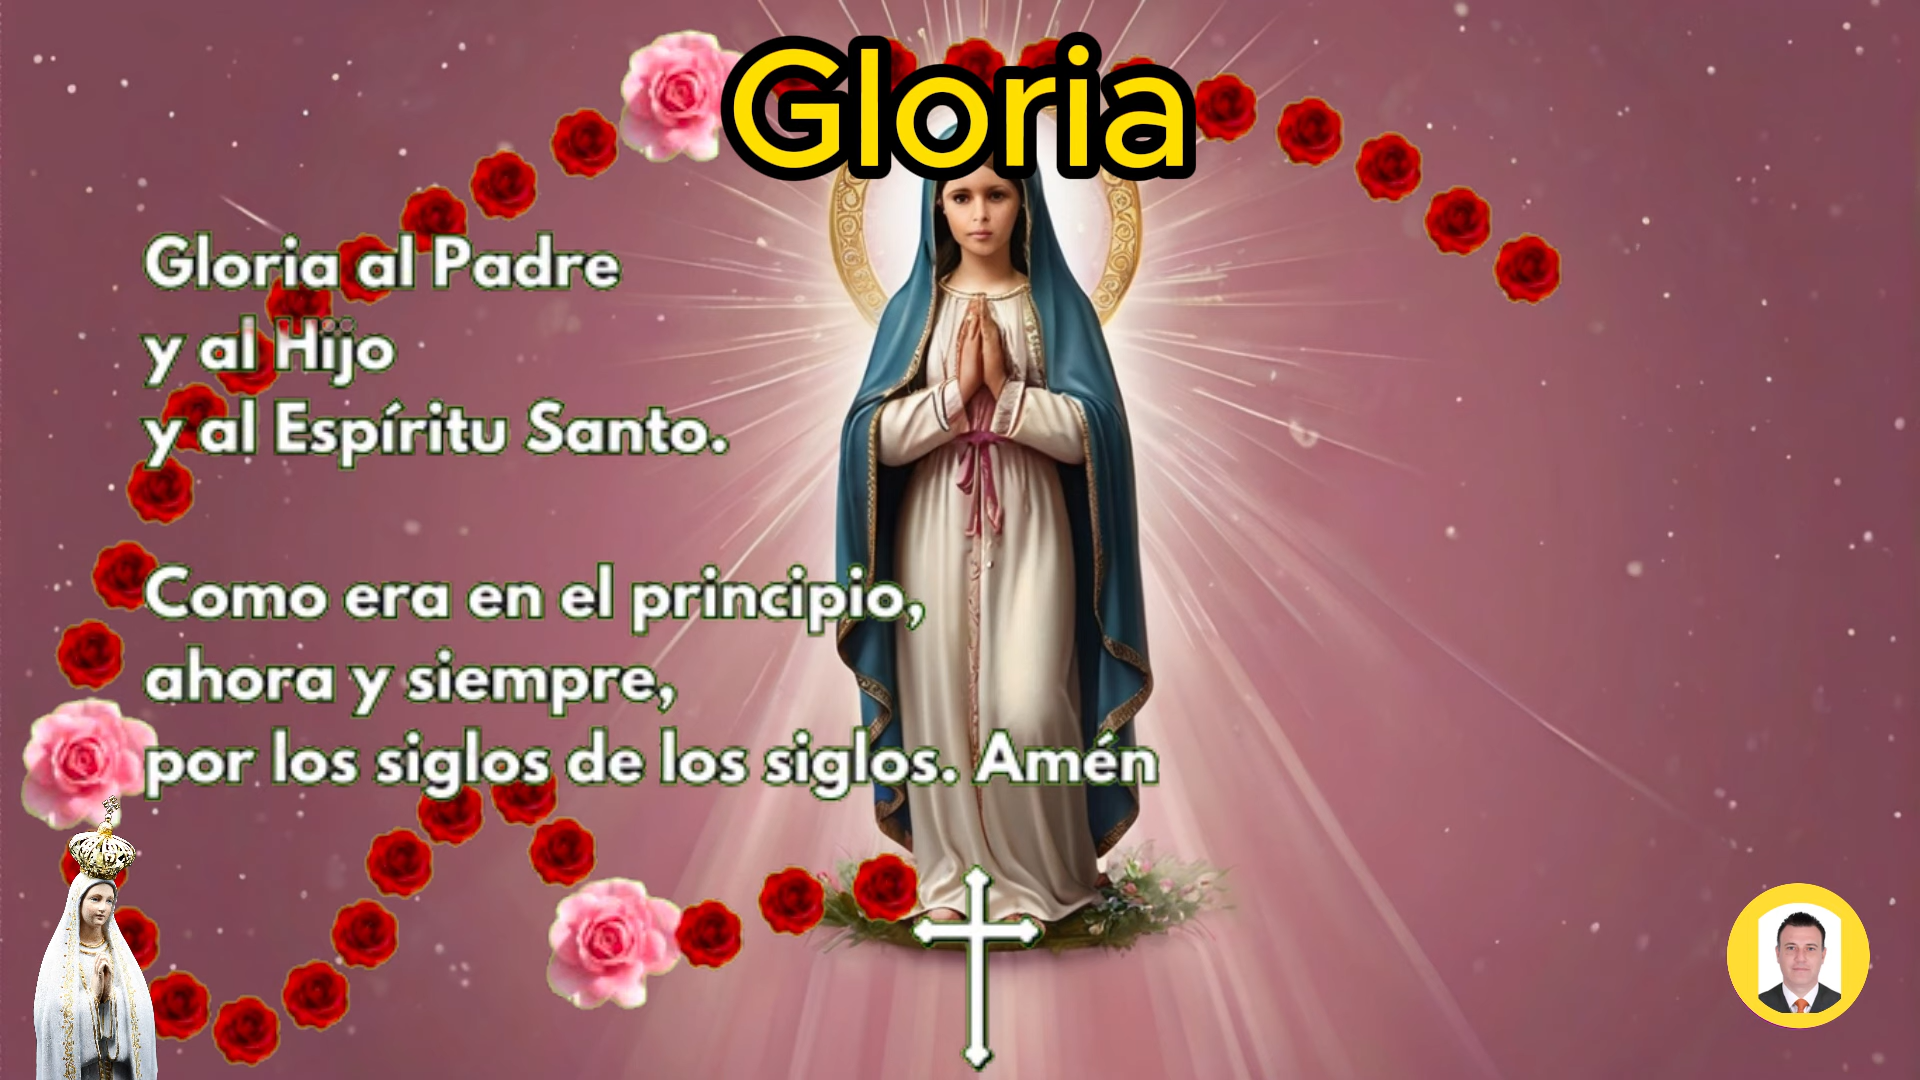 Gloria
Gloria al Padre
y al Hijo
y al Espíritu Santo.
Como era en el principio,
ahora y siempre,
por los siglos de los siglos. Amén